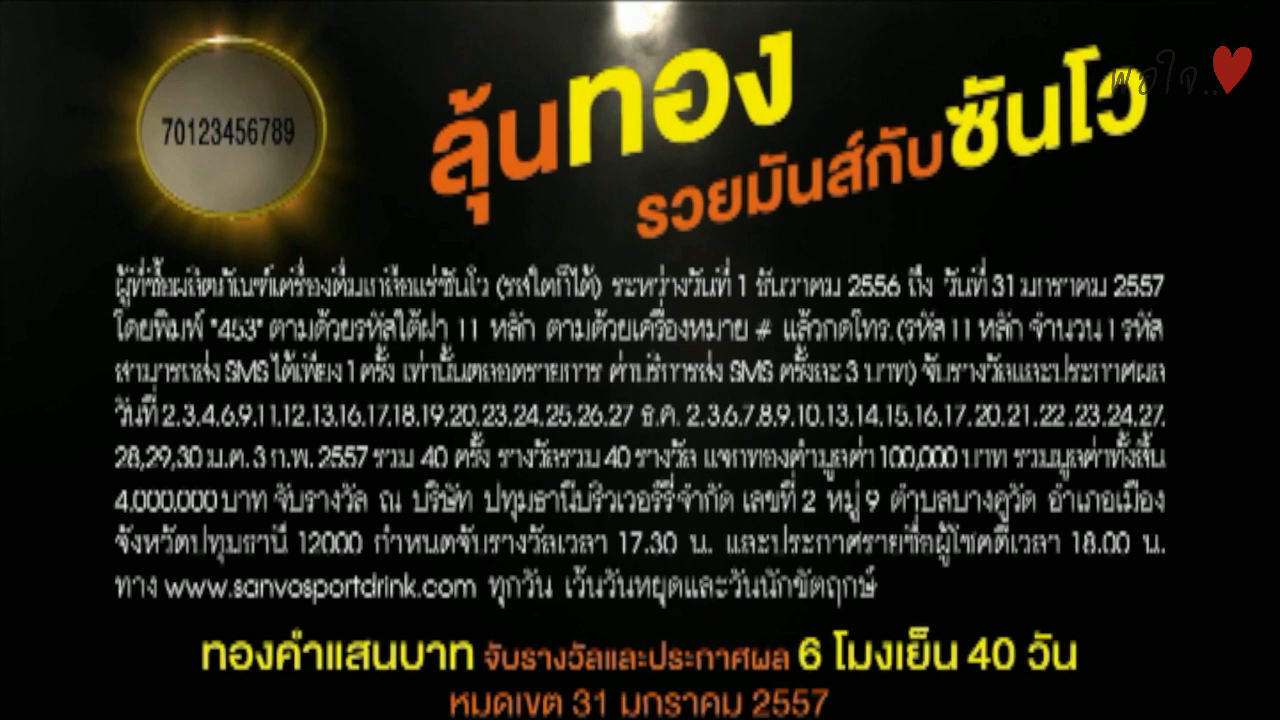 70123456789
ลุ้นทอง
รวยมันส์กับซันโว
พอใจ..
ผู้ที่ซื้อผลิตภัณฑ์เครื่องดื่มเกลือแร่ซันโว (รสใดก็ได้) ระหว่างวันที่ 1 ธันวาคม 2556 ถึง วันที่ 31 มกราคม 2557
โดยพิมพ์ "453" ตามด้วยรหัสใต้ฝา 11 หลัก ตามด้วยเครื่องหมาย # แล้วกดโทร.(รหัส 11 หลัก จำนวน 1 รหัส
สามารถส่ง SMS ได้เพียง 1 ครั้ง เท่านั้นตลอดรายการ ค่าบริการส่ง SMS ครั้งละ 3 บาท) จับรางวัลและประกาศผล
วันที่ 2,3,4,6,9,11,12,13,16,17,18,19,20,23,24,25,26,27 ธ.ค. 2,3,6,7,8,9,10,13,14,15,16,17,20,21,22,23,24,27,
28,29,30 ม.ค. 3 ก.พ. 2557 รวม 40 ครั้ง รางวัลรวม 40 รางวัล แจกทองคำมูลค่า 100,000 บาท รวมมูลค่าทั้งสิ้น
4,000,000 บาท จับรางวัล ณ บริษัท ปทุมธานีบริวเวอร์รี่จำกัด เลขที่ 2 หมู่ 9 ตำบลบางคูวัด อำเภอเมือง
จังหวัดปทุมธานี 12000 กำหนดจับรางวัลเวลา 17.30 น. และประกาศรายชื่อผู้โชคดีเวลา 18.00 น.
ทาง www.sanvosportdrink.com ทุกวัน เว้นวันหยุดและวันนักขัตฤกษ์
ทองคำแสนบาท จับรางวัลและประกาศผล 6 โมงเย็น 40 วัน
หมดเขต 31 มกราคม 2557